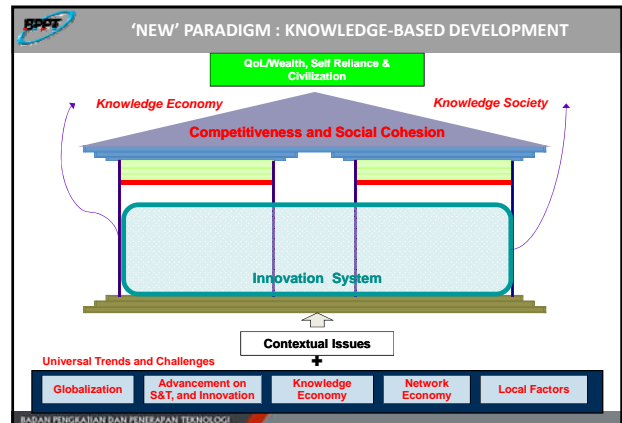 BPPT
'NEW' PARADIGM : KNOWLEDGE-BASED DEVELOPMENT
QoL/Wealth, Self Reliance &
Civilization
Knowledge Economy
Knowledge Society
Competitiveness and Social Cohesion
Innovation System
Contextual Issues
+
Universal Trends and Challenges
Globalization
Advancement on
S&T, and Innovation
Knowledge
Economy
Network
Economy
Local Factors
BADAN PENGKAJIAN DAN PENERAPAN TEKNOLOGI